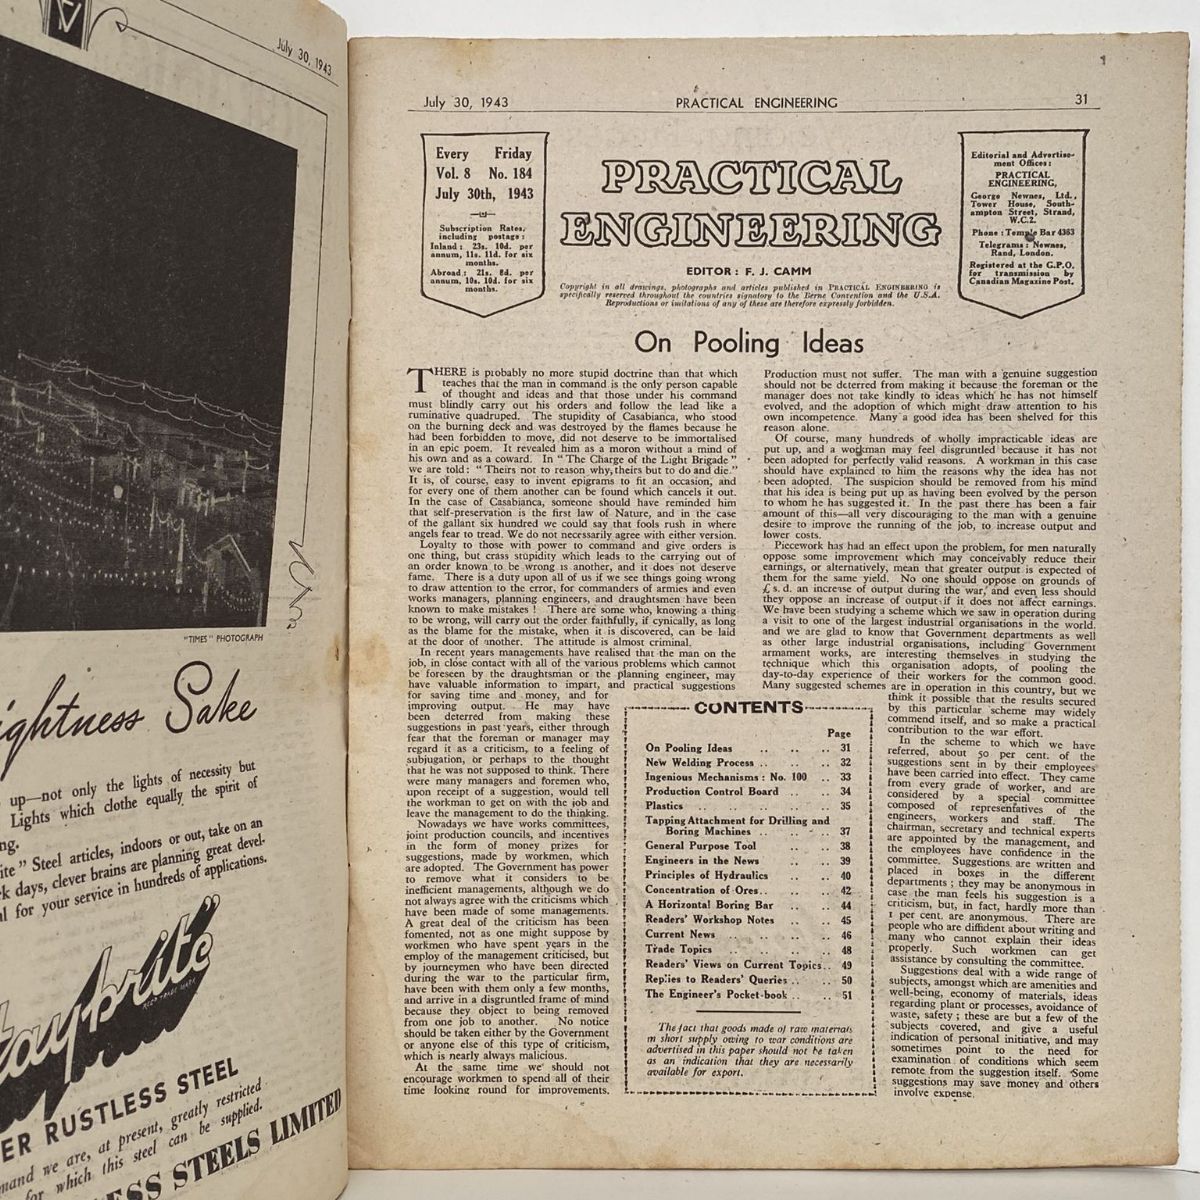 July 30, 1943
"TIMES" PHOTOGRAPH
ightness Sake
up—not only the lights of necessity but
Lights which clothe equally the spirit of
ng.
ite" Steel articles, indoors or out, take on an
k days, clever brains are planning great devel-
al for your service in hundreds of applications.
taybrite"
ER RUSTLESS STEEL
mand we are, at present, greatly restricted
for which this steel can be supplied.
ESS STEELS LIMITED
1
July 30, 1943 PRACTICAL ENGINEERING 31
Every Friday
Vol. 8 No. 184
July 30th, 1943
Subscription Rates,
including postage:
Inland: 23s. 10d. per
annum, 11s. 11d. for six
months.
Abroad: 21s. 8d. per
annum, 10s. 10d. for six
months.
PRACTICAL
ENGINEERING
EDITOR: F. J. CAMM
Copyright in all drawings, photographs and articles published in PRACTICAL ENGINEERING is
specifically reserved throughout the countries signatory to the Berne Convention and the U.S.A.
Reproductions or imitations of any of these are therefore expressly forbidden.
Editorial and Advertise-
ment Offices:
PRACTICAL
ENGINEERING,
George Newnes, Ltd.,
Tower House, South-
ampton Street, Strand,
W.C.2.
Phone: Temple Bar 4363
Telegrams: Newnes,
Rand, London.
Registered at the G.P.O.
for transmission by
Canadian Magazine Post.
On Pooling Ideas
THERE is probably no more stupid doctrine than that which
teaches that the man in command is the only person capable
of thought and ideas and that those under his command
must blindly carry out his orders and follow the lead like a
ruminative quadruped. The stupidity of Casabianca, who stood
on the burning deck and was destroyed by the flames because he
had been forbidden to move, did not deserve to be immortalised
in an epic poem. It revealed him as a moron without a mind of
his own and as a coward. In "The Charge of the Light Brigade"
we are told: "Theirs not to reason why, theirs but to do and die."
It is, of course, easy to invent epigrams to fit an occasion, and
for every one of them another can be found which cancels it out.
In the case of Casabianca, someone should have reminded him
that self-preservation is the first law of Nature, and in the case
of the gallant six hundred we could say that fools rush in where
angels fear to tread. We do not necessarily agree with either version.
Loyalty to those with power to command and give orders is
one thing, but crass stupidity which leads to the carrying out of
an order known to be wrong is another, and it does not deserve
fame. There is a duty upon all of us if we see things going wrong
to draw attention to the error, for commanders of armies and even
works managers, planning engineers, and draughtsmen have been
known to make mistakes! There are some who, knowing a thing
to be wrong, will carry out the order faithfully, if cynically, as long
as the blame for the mistake, when it is discovered, can be laid
at the door of another. The attitude is almost criminal.
In recent years managements have realised that the man on the
job, in close contact with all of the various problems which cannot
be foreseen by the draughtsman or the planning engineer, may
have valuable information to impart, and practical suggestions
for saving time and money, and for
improving output. He may have
been deterred from making these
suggestions in past years, either through
fear that the foreman or manager may
regard it as a criticism, to a feeling of
subjugation, or perhaps to the thought
that he was not supposed to think. There
were many managers and foremen who,
upon receipt of a suggestion, would tell
the workman to get on with the job and
leave the management to do the thinking.
Nowadays we have works committees,
joint production councils, and incentives
in the form of money prizes for
suggestions, made by workmen, which
are adopted. The Government has power
to remove what it considers to be
inefficient managements, although we do
not always agree with the criticisms which
have been made of some managements.
A great deal of the criticism has been
fomented, not as one might suppose by
workmen who have spent years in the
employ of the management criticised, but
by journeymen who have been directed
during the war to the particular firm,
have been with them only a few months,
and arrive in a disgruntled frame of mind
because they object to being removed
from one job to another. No notice
should be taken either by the Government
or anyone else of this type of criticism,
which is nearly always malicious.
At the same time we should not
encourage workmen to spend all of their
time looking round for improvements.
Production must not suffer. The man with a genuine suggestion
should not be deterred from making it because the foreman or the
manager does not take kindly to ideas which he has not himself
evolved, and the adoption of which might draw attention to his
own incompetence. Many a good idea has been shelved for this
reason alone.
Of course, many hundreds of wholly impracticable ideas are
put up, and a workman may feel disgruntled because it has not
been adopted for perfectly valid reasons. A workman in this case
should have explained to him the reasons why the idea has not
been adopted. The suspicion should be removed from his mind
that his idea is being put up as having been evolved by the person
to whom he has suggested it. In the past there has been a fair
amount of this—all very discouraging to the man with a genuine
desire to improve the running of the job, to increase output and
lower costs.
Piecework has had an effect upon the problem, for men naturally
oppose some improvement which may conceivably reduce their
earnings, or alternatively, mean that greater output is expected of
them for the same yield. No one should oppose on grounds of
£ s. d. an increase of output during the war, and even less should
they oppose an increase of output if it does not affect earnings.
We have been studying a scheme which we saw in operation during
a visit to one of the largest industrial organisations in the world,
and we are glad to know that Government departments as well
as other large industrial organisations, including Government
armament works, are interesting themselves in studying the
technique which this organisation adopts, of pooling the
day-to-day experience of their workers for the common good.
Many suggested schemes are in operation in this country, but we
think it possible that the results secured
by this particular scheme may widely
commend itself, and so make a practical
contribution to the war effort.
In the scheme to which we have
referred, about 50 per cent. of the
suggestions sent in by their employees
have been carried into effect. They came
from every grade of worker, and are
considered by a special committee
composed of representatives of the
engineers, workers and staff. The
chairman, secretary and technical experts
are appointed by the management, and
the employees have confidence in the
committee. Suggestions are written and
placed in boxes in the different
departments; they may be anonymous in
case the man feels his suggestion is a
criticism, but, in fact, hardly more than
1 per cent. are anonymous. There are
people who are diffident about writing and
many who cannot explain their ideas
properly. Such workmen can get
assistance by consulting the committee.
Suggestions deal with a wide range of
subjects, amongst which are amenities and
well-being, economy of materials, ideas
regarding plant or processes, avoidance of
waste, safety; these are but a few of the
subjects covered, and give a useful
indication of personal initiative, and may
sometimes point to the need for
examination of conditions which seem
remote from the suggestion itself. Some
suggestions may save money and others
involve expense.
CONTENTS
Page
On Pooling Ideas .. .. .. 31
New Welding Process .. .. .. 32
Ingenious Mechanisms: No. 100 .. 33
Production Control Board .. .. 34
Plastics .. .. .. .. 35
Tapping Attachment for Drilling and
Boring Machines .. .. .. 37
General Purpose Tool .. .. 38
Engineers in the News .. .. 39
Principles of Hydraulics .. .. 40
Concentration of Ores.. .. .. 42
A Horizontal Boring Bar .. .. 44
Readers' Workshop Notes .. .. 45
Current News .. .. .. 46
Trade Topics .. .. .. 48
Readers' Views on Current Topics.. 49
Replies to Readers' Queries .. .. 50
The Engineer's Pocket-book .. .. 51
The fact that goods made of raw materials
in short supply owing to war conditions are
advertised in this paper should not be taken
as an indication that they are necessarily
available for export.